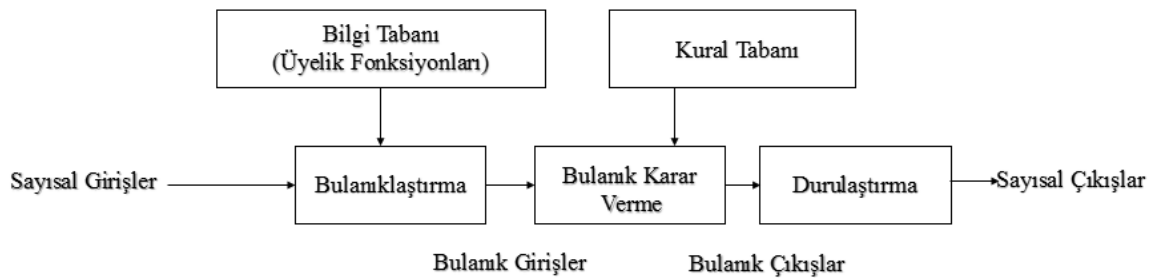 Bilgi Tabanı
(Üyelik Fonksiyonları)
Kural Tabanı
Sayısal Girişler
Bulanıklaştırma
Bulanık Karar
Verme
Durulaştırma
Sayısal Çıkışlar
Bulanık Girişler
Bulanık Çıkışlar